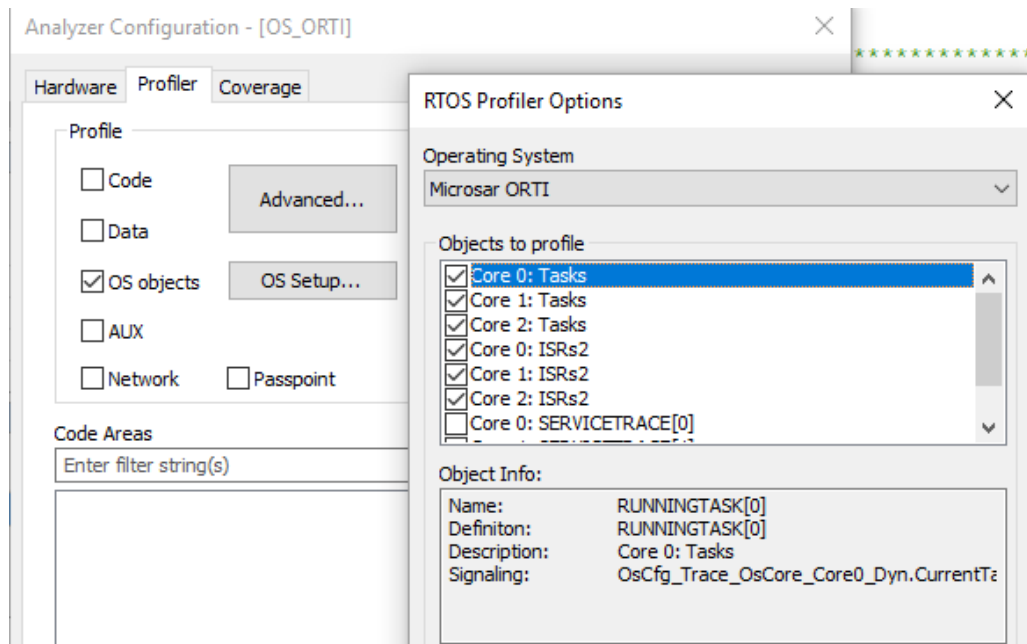 Analyzer Configuration - [OS_ORTI]
Hardware
Profiler
Coverage
Profile
Code
Advanced...
Data
OS objects
OS Setup...
AUX
Network
Passpoint
Code Areas
Enter filter string(s)
RTOS Profiler Options
Operating System
Microsar ORTI
Objects to profile
Core 0: Tasks
Core 1: Tasks
Core 2: Tasks
Core 0: ISRs2
Core 1: ISRs2
Core 2: ISRs2
Core 0: SERVICETRACE[0]
Object Info:
Name: RUNNINGTASK[0]
Definiton: RUNNINGTASK[0]
Description: Core 0: Tasks
Signaling: OsCfg_Trace_OsCore_Core0_Dyn.CurrentTa